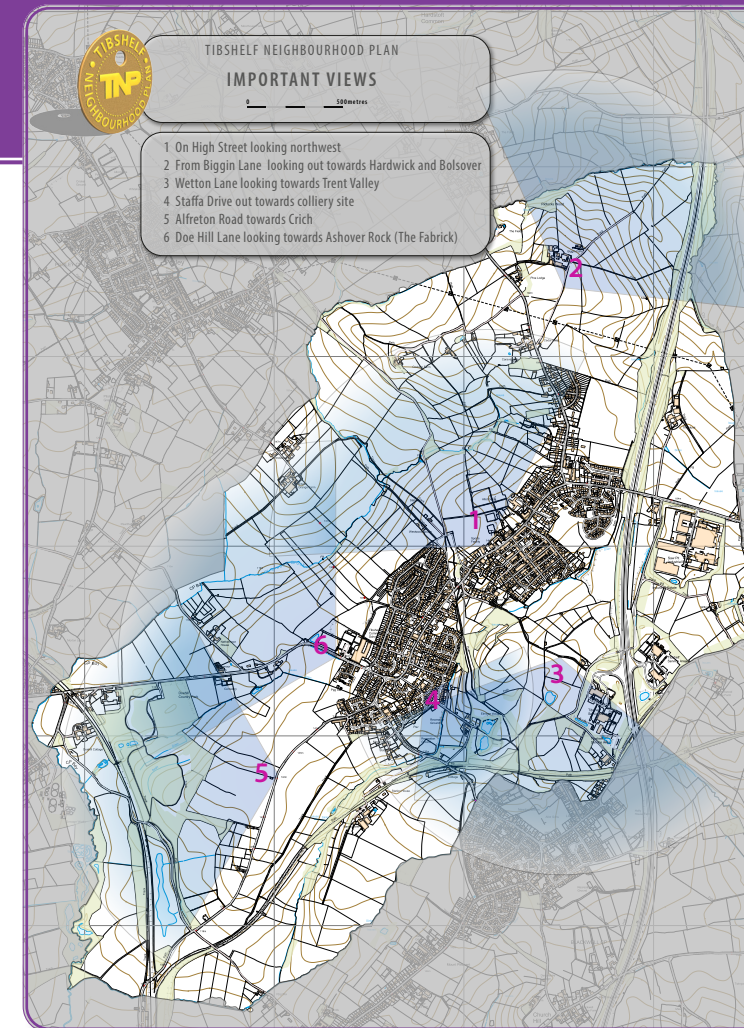 TIBSHELF
NEIGHBOURHOOD PLAN
TNP
TIBSHELF NEIGHBOURHOOD PLAN
IMPORTANT VIEWS
0 500metres
1 On High Street looking northwest
2 From Biggin Lane looking out towards Hardwick and Bolsover
3 Wetton Lane looking towards Trent Valley
4 Staffa Drive out towards colliery site
5 Alfreton Road towards Crich
6 Doe Hill Lane looking towards Ashover Rock (The Fabrick)
2
1
6
3
4
5
Church
Hill